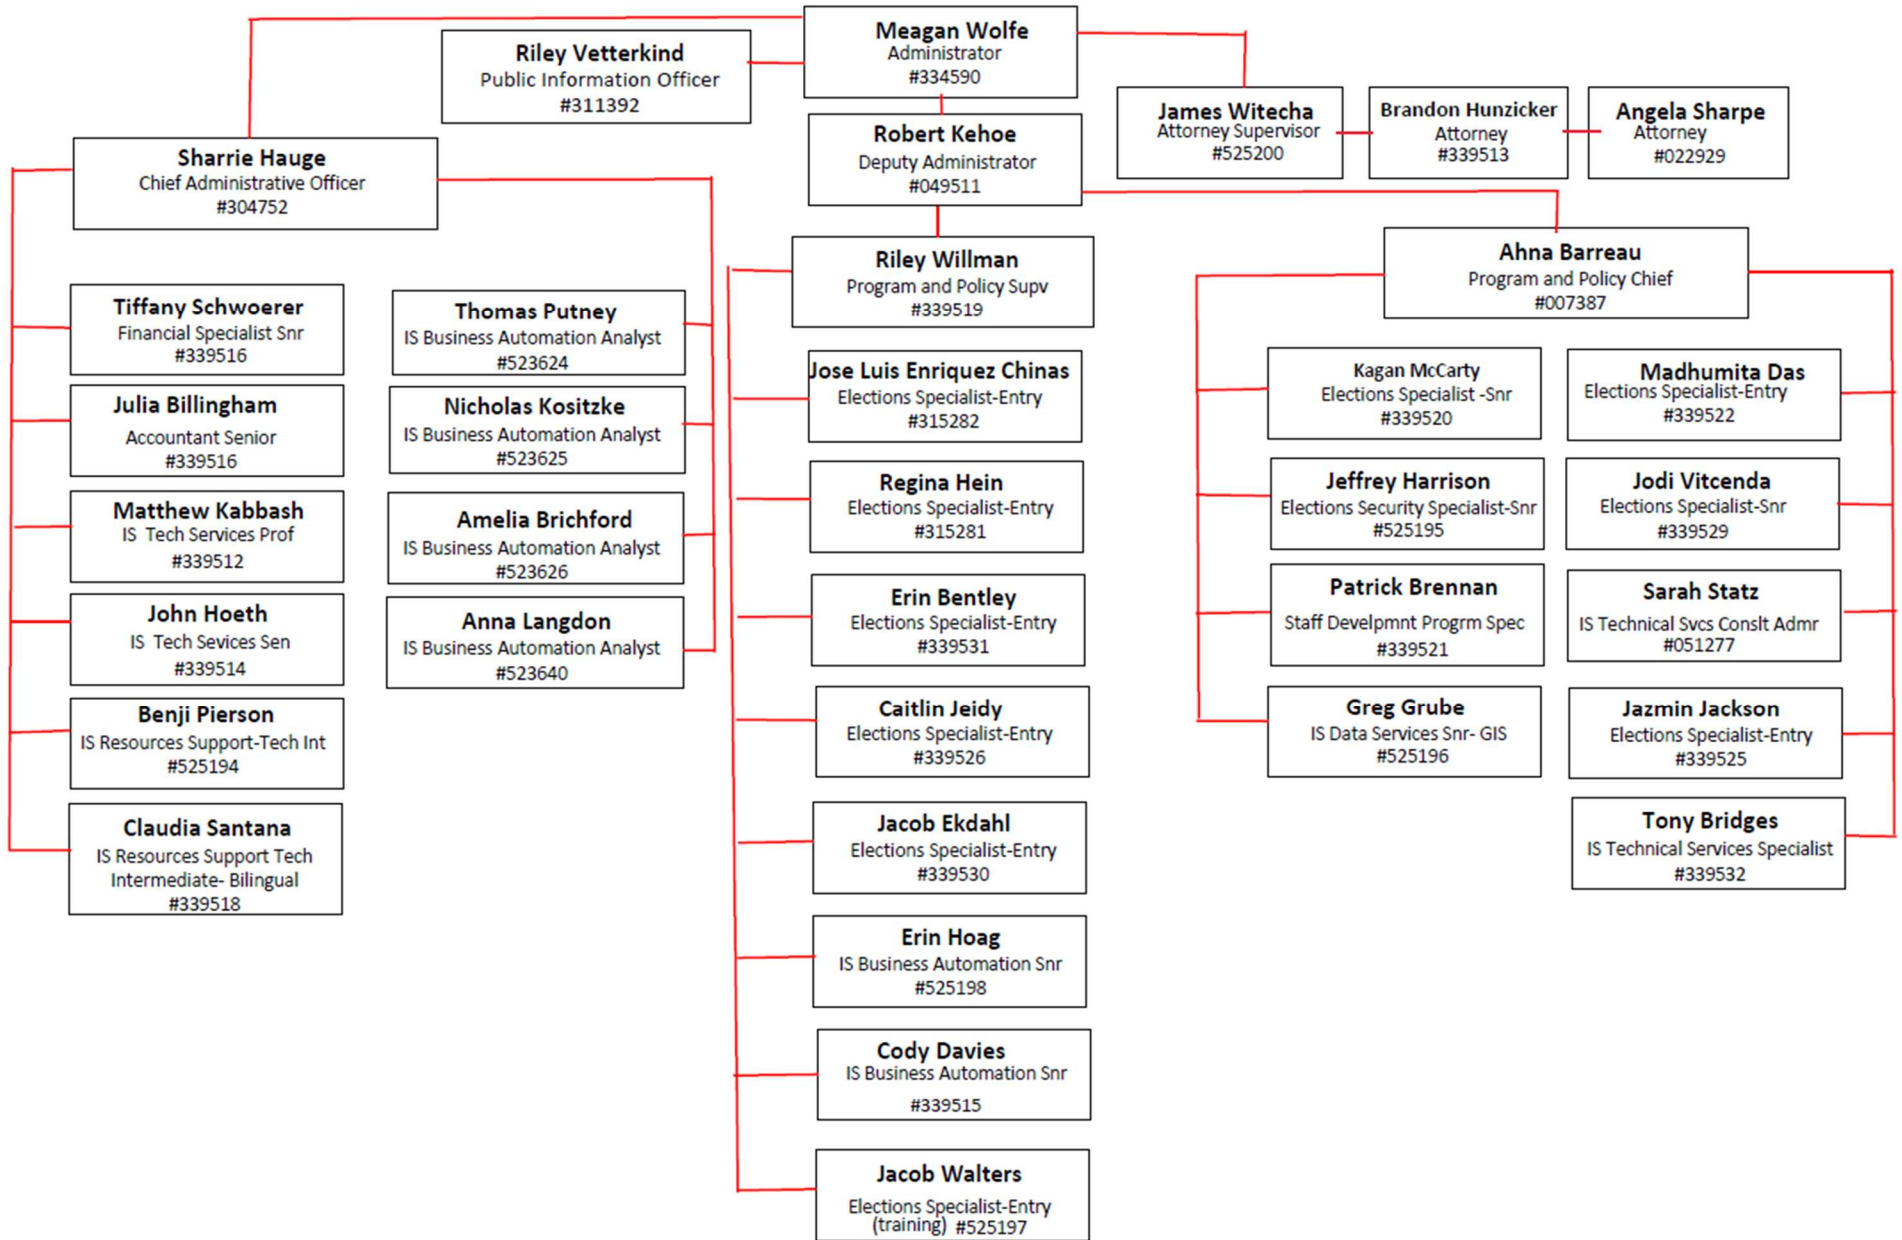 Meagan Wolfe
Administrator
#334590
Riley Vetterkind
Public Information Officer
#311392
James Witecha
Attorney Supervisor
#525200
Brandon Hunzicker
Attorney
#339513
Angela Sharpe
Attorney
#022929
Robert Kehoe
Deputy Administrator
#049511
Sharrie Hauge
Chief Administrative Officer
#304752
Tiffany Schwoerer
Financial Specialist Snr
#339516
Julia Billingham
Accountant Senior
#339516
Matthew Kabbash
IS Tech Services Prof
#339512
John Hoeth
IS Tech Sevices Sen
#339514
Benji Pierson
IS Resources Support-Tech Int
#525194
Claudia Santana
IS Resources Support Tech
Intermediate- Bilingual
#339518
Thomas Putney
IS Business Automation Analyst
#523624
Nicholas Kositzke
IS Business Automation Analyst
#523625
Amelia Brichford
IS Business Automation Analyst
#523626
Anna Langdon
IS Business Automation Analyst
#523640
Riley Willman
Program and Policy Supv
#339519
Jose Luis Enriquez Chinas
Elections Specialist-Entry
#315282
Regina Hein
Elections Specialist-Entry
#315281
Erin Bentley
Elections Specialist-Entry
#339531
Caitlin Jeidy
Elections Specialist-Entry
#339526
Jacob Ekdahl
Elections Specialist-Entry
#339530
Erin Hoag
IS Business Automation Snr
#525198
Cody Davies
IS Business Automation Snr
#339515
Jacob Walters
Elections Specialist-Entry
(training) #525197
Ahna Barreau
Program and Policy Chief
#007387
Kagan McCarty
Elections Specialist -Snr
#339520
Jeffrey Harrison
Elections Security Specialist-Snr
#525195
Patrick Brennan
Staff Develpmnt Progrm Spec
#339521
Greg Grube
IS Data Services Snr- GIS
#525196
Madhumita Das
Elections Specialist-Entry
#339522
Jodi Vitcenda
Elections Specialist-Snr
#339529
Sarah Statz
IS Technical Svcs Conslt Admr
#051277
Jazmin Jackson
Elections Specialist-Entry
#339525
Tony Bridges
IS Technical Services Specialist
#339532